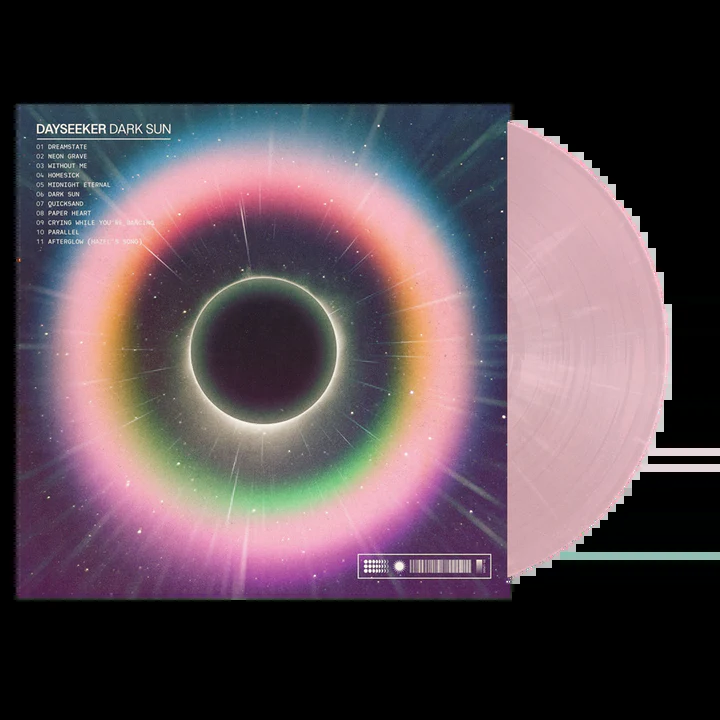 DAYSEEKER DARK SUN
01 DREAMSTATE
02 NEON GRAVE
03 WITHOUT ME
04 HOMESICK
05 MIDNIGHT ETERNAL
06 DARK SUN
07 QUICKSAND
08 PAPER HEART
09 CRYING WHILE YOU'RE DANCING
10 PARALLEL
11 AFTERGLOW (HAZEL'S SONG)